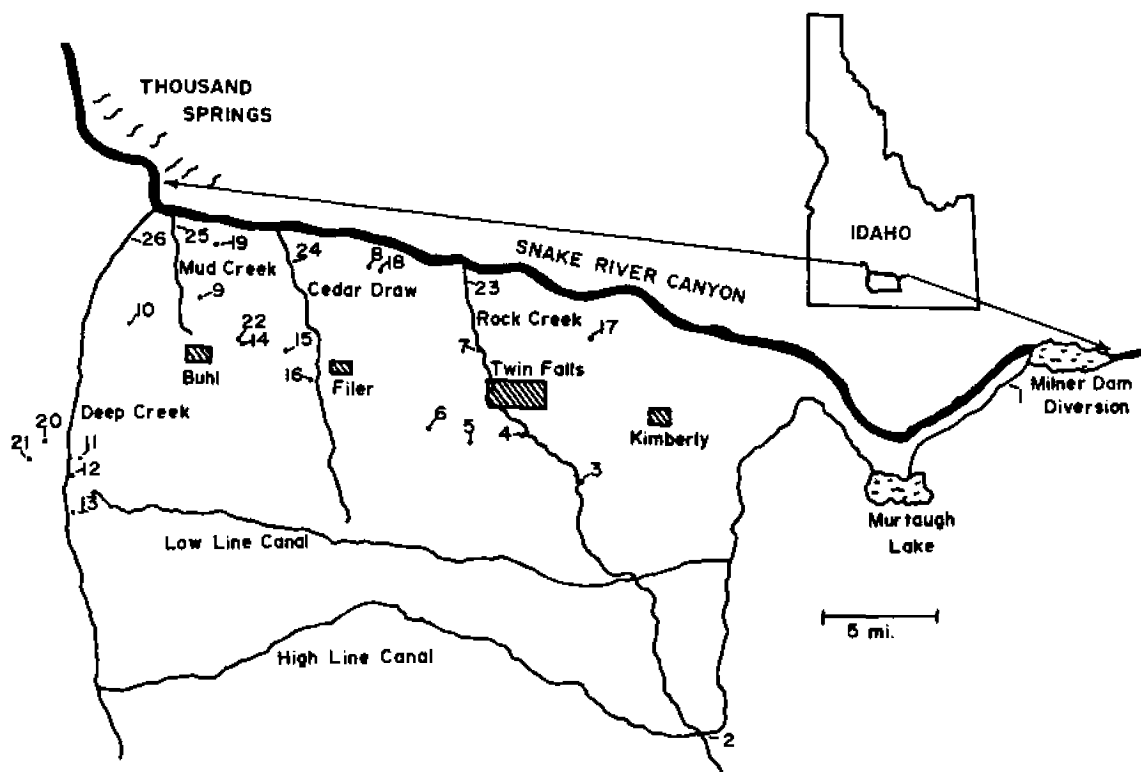 THOUSAND
SPRINGS
IDAHO
SNAKE RIVER CANYON
26
25
19
24
8
18
23
Mud Creek
Cedar Draw
Rock Creek
17
9
10
22
14
15
7
16
Buhl
Filer
Twin Falls
Kimberly
Milner Dam
Diversion
1
Deep Creek
20
21
11
12
13
6
5
4
3
Murtaugh
Lake
Low Line Canal
5 mi.
High Line Canal
2